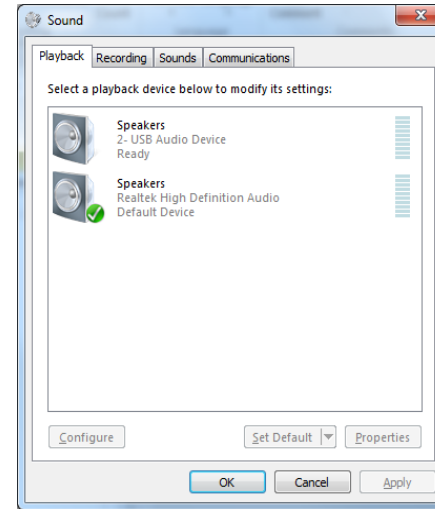 Sound
Playback Recording Sounds Communications
Select a playback device below to modify its settings:
Speakers
2- USB Audio Device
Ready
Speakers
Realtek High Definition Audio
Default Device
Configure Set Default Properties
OK Cancel Apply